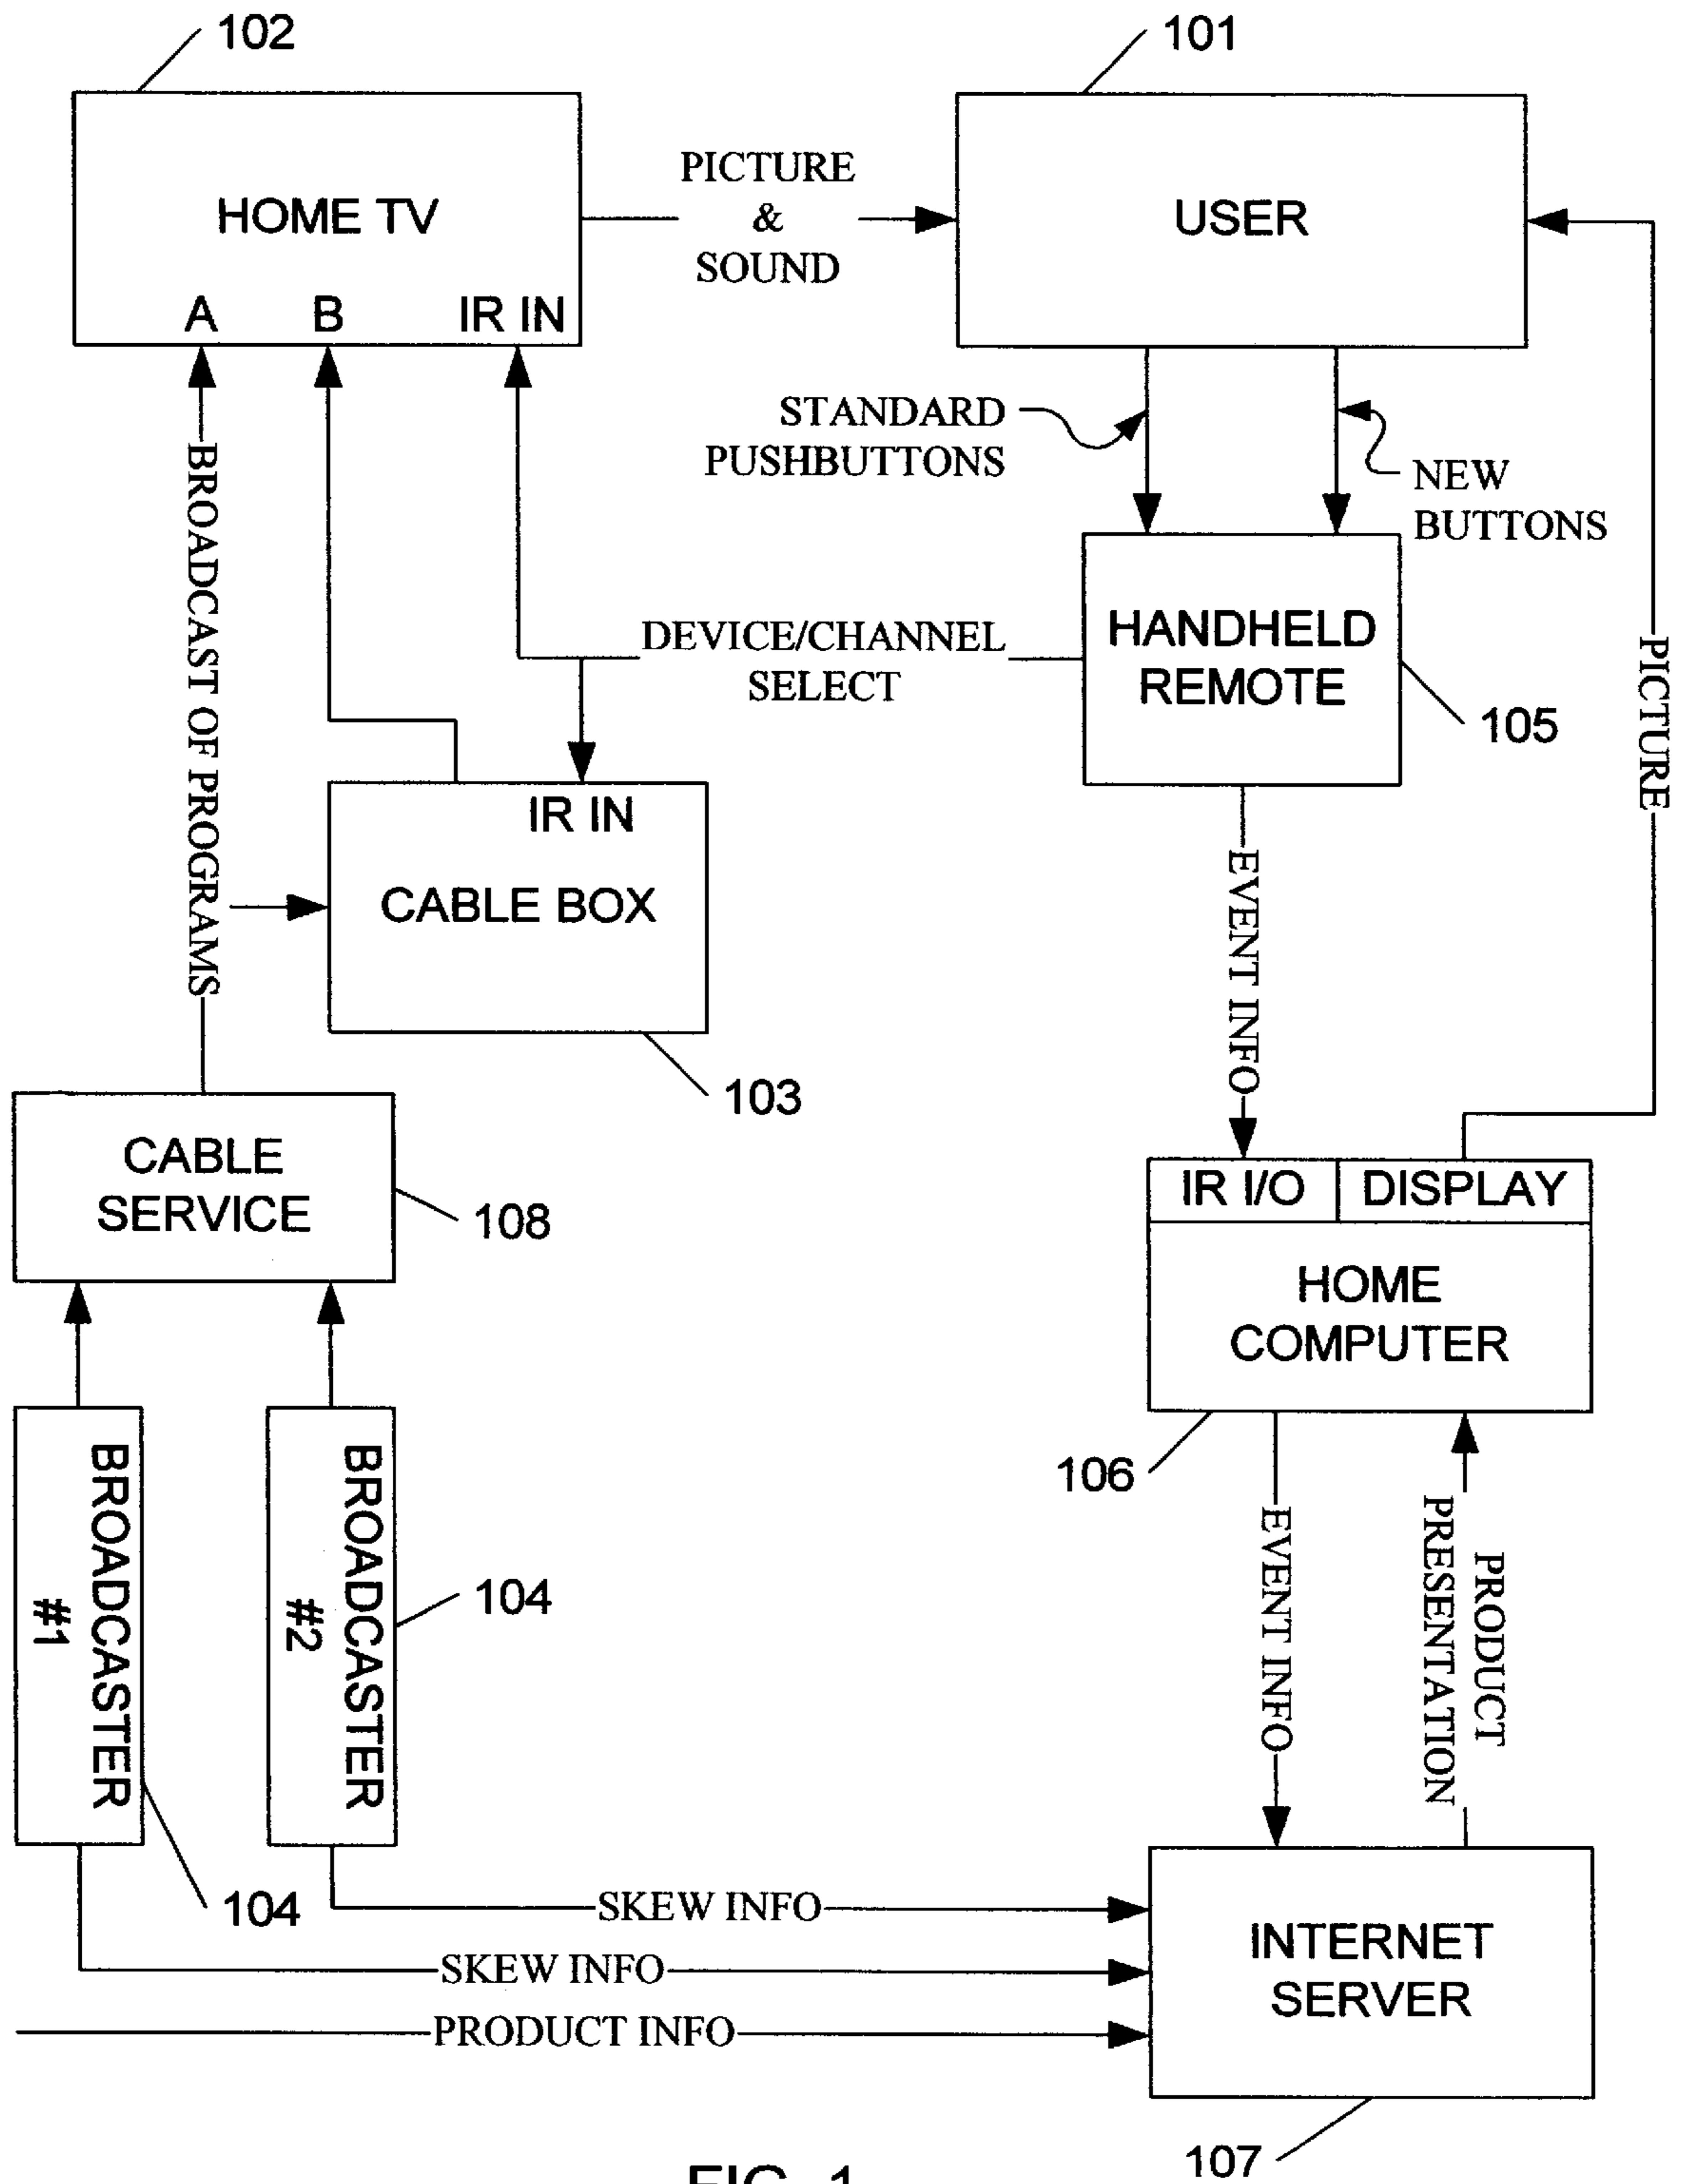 102
101
HOME TV
PICTURE
&
SOUND
USER
A
B
IR IN
STANDARD
PUSHBUTTONS
NEW
BUTTONS
BROADCAST OF PROGRAMS
DEVICE/CHANNEL
SELECT
HANDHELD
REMOTE
105
PICTURE
IR IN
CABLE BOX
103
EVENT INFO
CABLE
SERVICE
108
IR I/O
DISPLAY
HOME
COMPUTER
106
BROADCASTER
#1
104
BROADCASTER
#2
104
EVENT INFO
PRODUCT
PRESENTATION
SKEW INFO
SKEW INFO
PRODUCT INFO
INTERNET
SERVER
107
FIG. 1